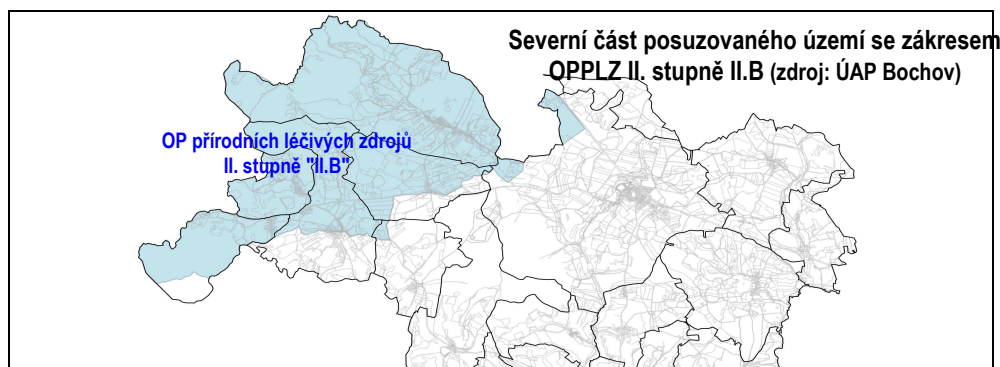 Severní část posuzovaného území se zákresem
OPPLZ II. stupně II.B (zdroj: ÚAP Bochov)
OP přírodních léčivých zdrojů
II. stupně "II.B"